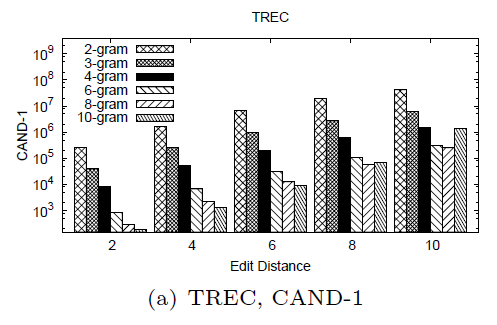 TREC
10^9
10^8
10^7
10^6
10^5
10^4
10^3
CAND-1
2-gram
3-gram
4-gram
6-gram
8-gram
10-gram
2 4 6 8 10
Edit Distance
(a) TREC, CAND-1